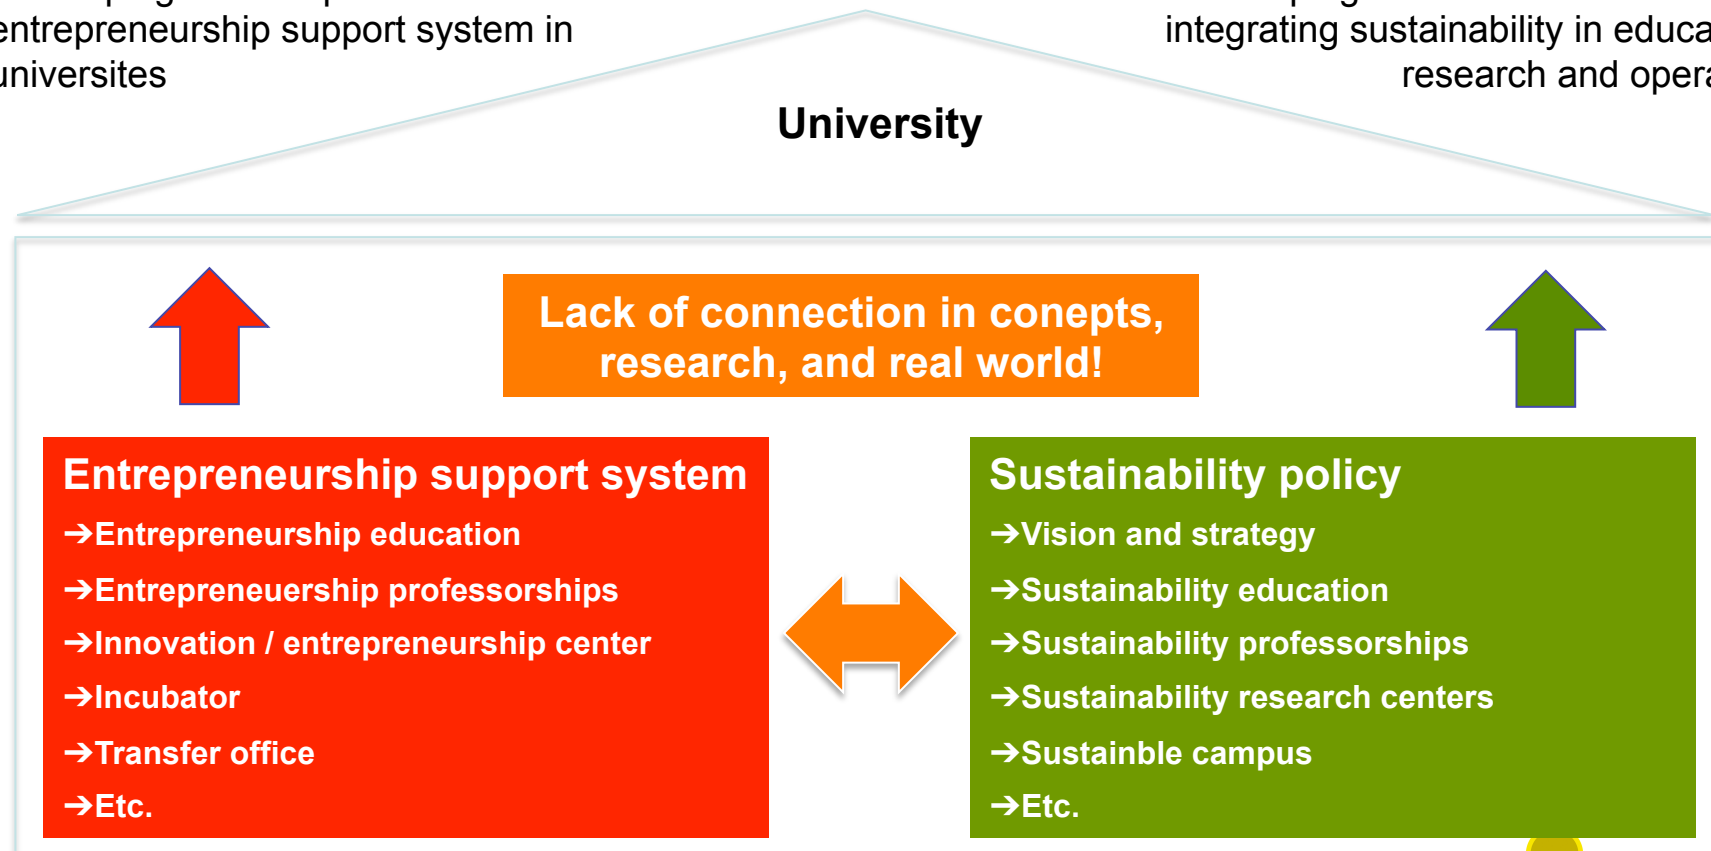 entrepreneurship support system in
universites
integrating sustainability in
research and
University
Lack of connection in conepts,
research, and real world!
Entrepreneurship support system
➔Entrepreneurship education
➔Entrepreneuership professorships
➔Innovation / entrepreneurship center
➔Incubator
➔Transfer office
➔Etc.
Sustainability policy
➔Vision and strategy
➔Sustainability education
➔Sustainability professorships
➔Sustainability research centers
➔Sustainble campus
➔Etc.